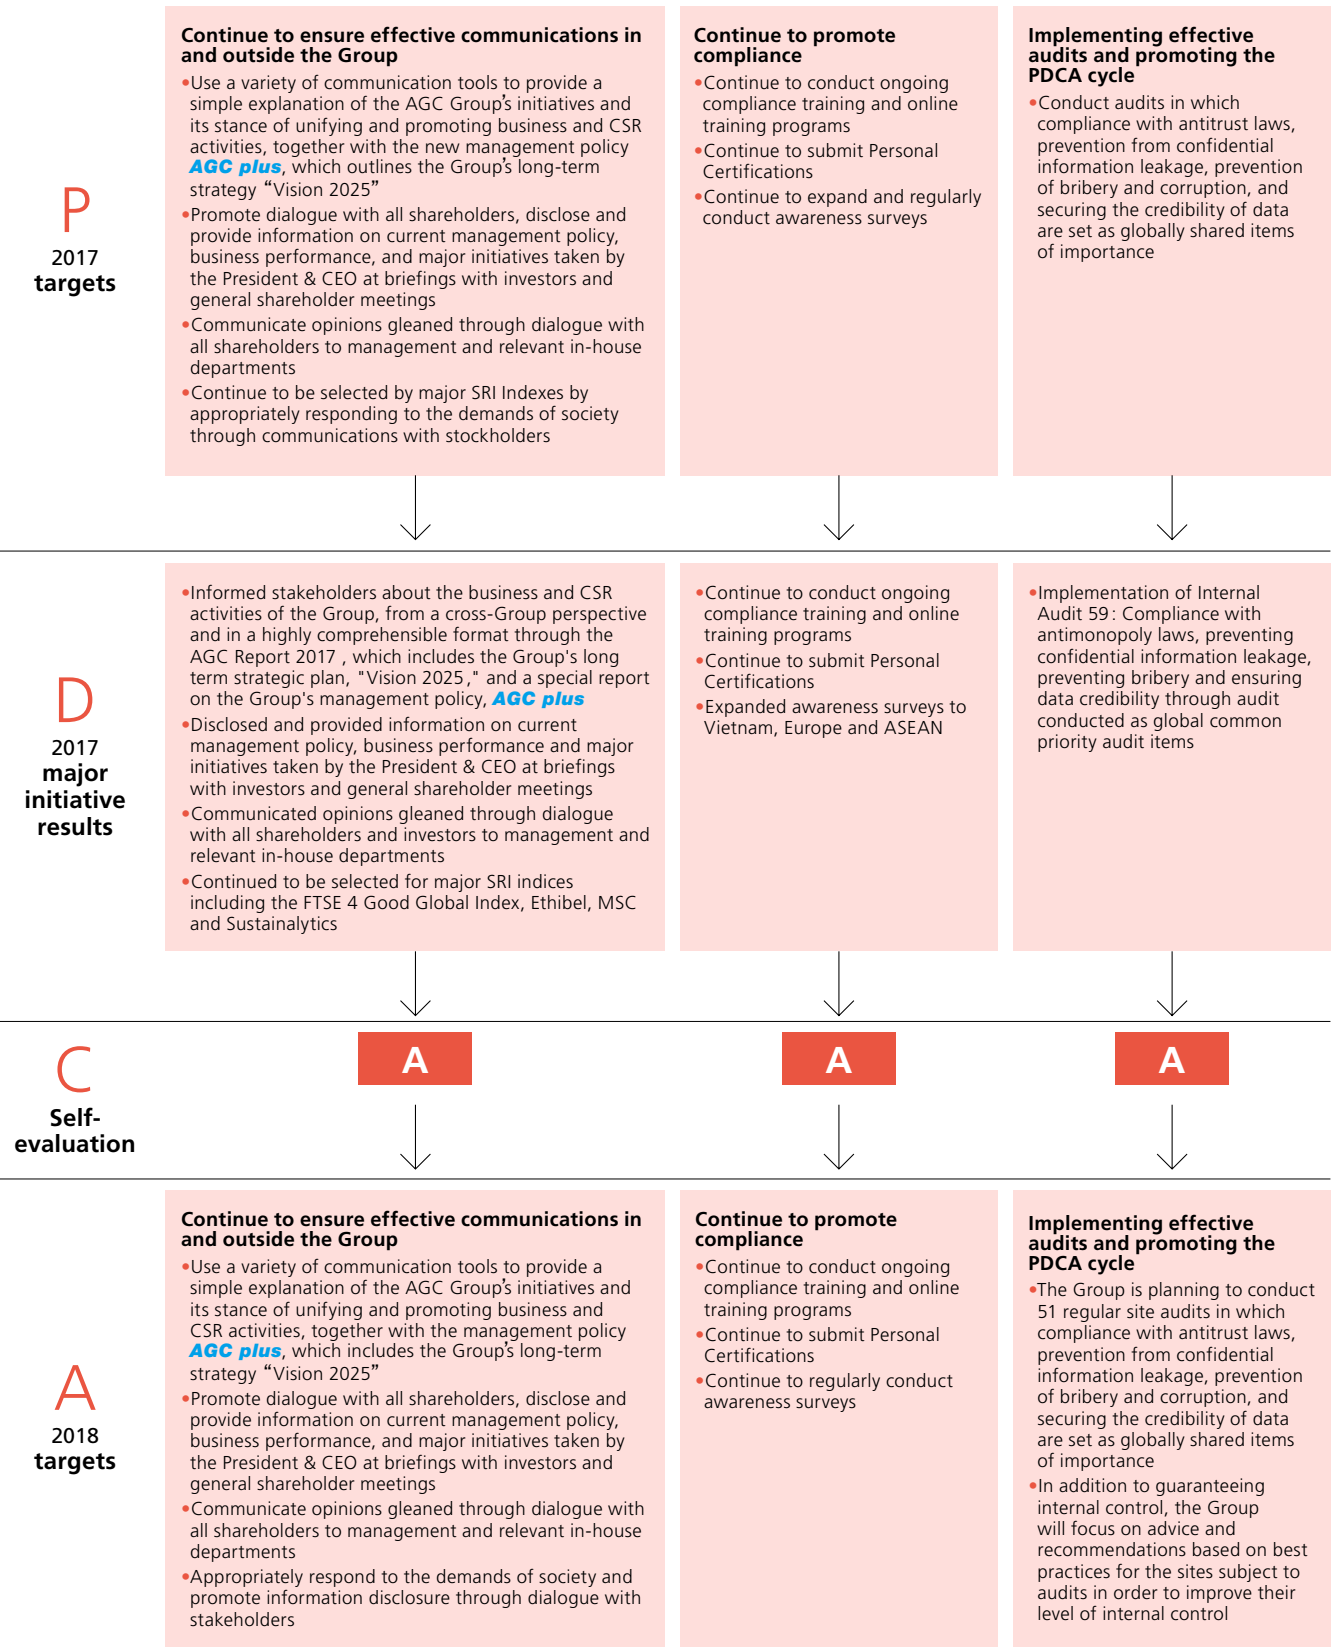 P
2017
targets
Continue to ensure effective communications in
and outside the Group
•Use a variety of communication tools to provide a
simple explanation of the AGC Group’s initiatives and
its stance of unifying and promoting business and CSR
activities, together with the new management policy
AGC plus, which outlines the Group’s long-term
strategy “Vision 2025”
•Promote dialogue with all shareholders, disclose and
provide information on current management policy,
business performance, and major initiatives taken by
the President & CEO at briefings with investors and
general shareholder meetings
•Communicate opinions gleaned through dialogue with
all shareholders to management and relevant in-house
departments
•Continue to be selected by major SRI Indexes by
appropriately responding to the demands of society
through communications with stockholders
Continue to promote
compliance
•Continue to conduct ongoing
compliance training and online
training programs
•Continue to submit Personal
Certifications
•Continue to expand and regularly
conduct awareness surveys
Implementing effective
audits and promoting the
PDCA cycle
•Conduct audits in which
compliance with antitrust laws,
prevention from confidential
information leakage, prevention
of bribery and corruption, and
securing the credibility of data
are set as globally shared items
of importance
D
2017
major
initiative
results
•Informed stakeholders about the business and CSR
activities of the Group, from a cross-Group perspective
and in a highly comprehensible format through the
AGC Report 2017 , which includes the Group's long
term strategic plan, "Vision 2025 ," and a special report
on the Group's management policy, AGC plus
•Disclosed and provided information on current
management policy, business performance and major
initiatives taken by the President & CEO at briefings
with investors and general shareholder meetings
•Communicated opinions gleaned through dialogue
with all shareholders and investors to management and
relevant in-house departments
•Continued to be selected for major SRI indices
including the FTSE 4 Good Global Index, Ethibel, MSC
and Sustainalytics
•Continue to conduct ongoing
compliance training and online
training programs
•Continue to submit Personal
Certifications
•Expanded awareness surveys to
Vietnam, Europe and ASEAN
•Implementation of Internal
Audit 59 : Compliance with
antimonopoly laws, preventing
confidential information leakage,
preventing bribery and ensuring
data credibility through audit
conducted as global common
priority audit items
C
Self-
evaluation
A
A
A
A
2018
targets
Continue to ensure effective communications in
and outside the Group
•Use a variety of communication tools to provide a
simple explanation of the AGC Group’s initiatives and
its stance of unifying and promoting business and
CSR activities, together with the management policy
AGC plus, which includes the Group’s long-term
strategy “Vision 2025”
•Promote dialogue with all shareholders, disclose and
provide information on current management policy,
business performance, and major initiatives taken by
the President & CEO at briefings with investors and
general shareholder meetings
•Communicate opinions gleaned through dialogue with
all shareholders to management and relevant in-house
departments
•Appropriately respond to the demands of society and
promote information disclosure through dialogue with
stakeholders
Continue to promote
compliance
•Continue to conduct ongoing
compliance training and online
training programs
•Continue to submit Personal
Certifications
•Continue to regularly conduct
awareness surveys
Implementing effective
audits and promoting the
PDCA cycle
•The Group is planning to conduct
51 regular site audits in which
compliance with antitrust laws,
prevention from confidential
information leakage, prevention
of bribery and corruption, and
securing the credibility of data
are set as globally shared items
of importance
•In addition to guaranteeing
internal control, the Group
will focus on advice and
recommendations based on best
practices for the sites subject to
audits in order to improve their
level of internal control